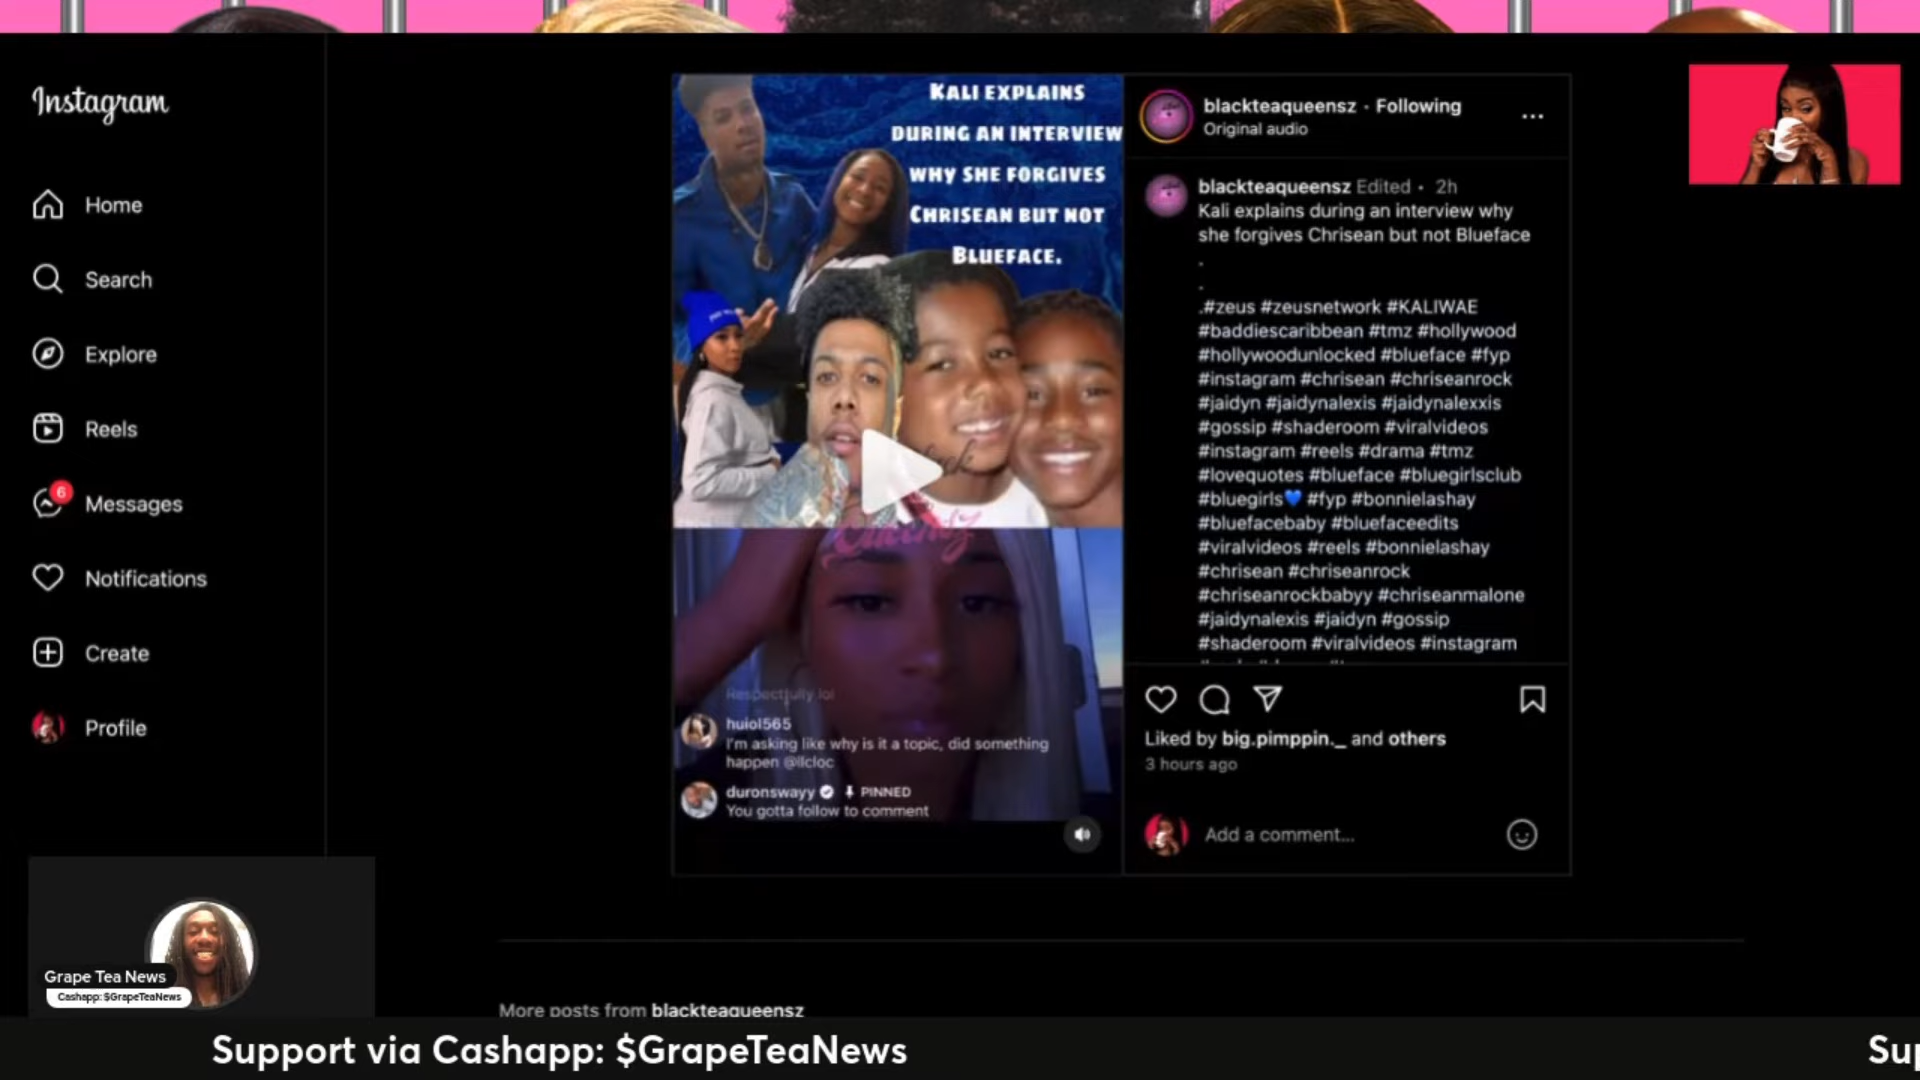 Instagram
Home
Search
Explore
Reels
6
Messages
Notifications
Create
Profile
KALI EXPLAINS
DURING AN INTERVIEW
WHY SHE FORGIVES
CHRISEAN BUT NOT
BLUEFACE.
Queensz
Respectfully lol
huiol565
I'm asking like why is it a topic, did something
happen @llcloc
duronswayy PINNED
You gotta follow to comment
blackteaqueensz • Following
Original audio
blackteaqueensz Edited • 2h
Kali explains during an interview why
she forgives Chrisean but not Blueface
.
.
.#zeus #zeusnetwork #KALIWAE
#baddiescaribbean #tmz #hollywood
#hollywoodunlocked #blueface #fyp
#instagram #chrisean #chriseanrock
#jaidyn #jaidynalexis #jaidynalexxis
#gossip #shaderoom #viralvideos
#instagram #reels #drama #tmz
#lovequotes #blueface #bluegirlsclub
#bluegirls💙 #fyp #bonnielashay
#bluefacebaby #bluefaceedits
#viralvideos #reels #bonnielashay
#chrisean #chriseanrock
#chriseanrockbabyy #chriseanmalone
#jaidynalexis #jaidyn #gossip
#shaderoom #viralvideos #instagram
Liked by big.pimppin._ and others
3 hours ago
Add a comment...
More posts from blackteaqueensz
Grape Tea News
Cashapp: $GrapeTeaNews
Support via Cashapp: $GrapeTeaNews
Sup